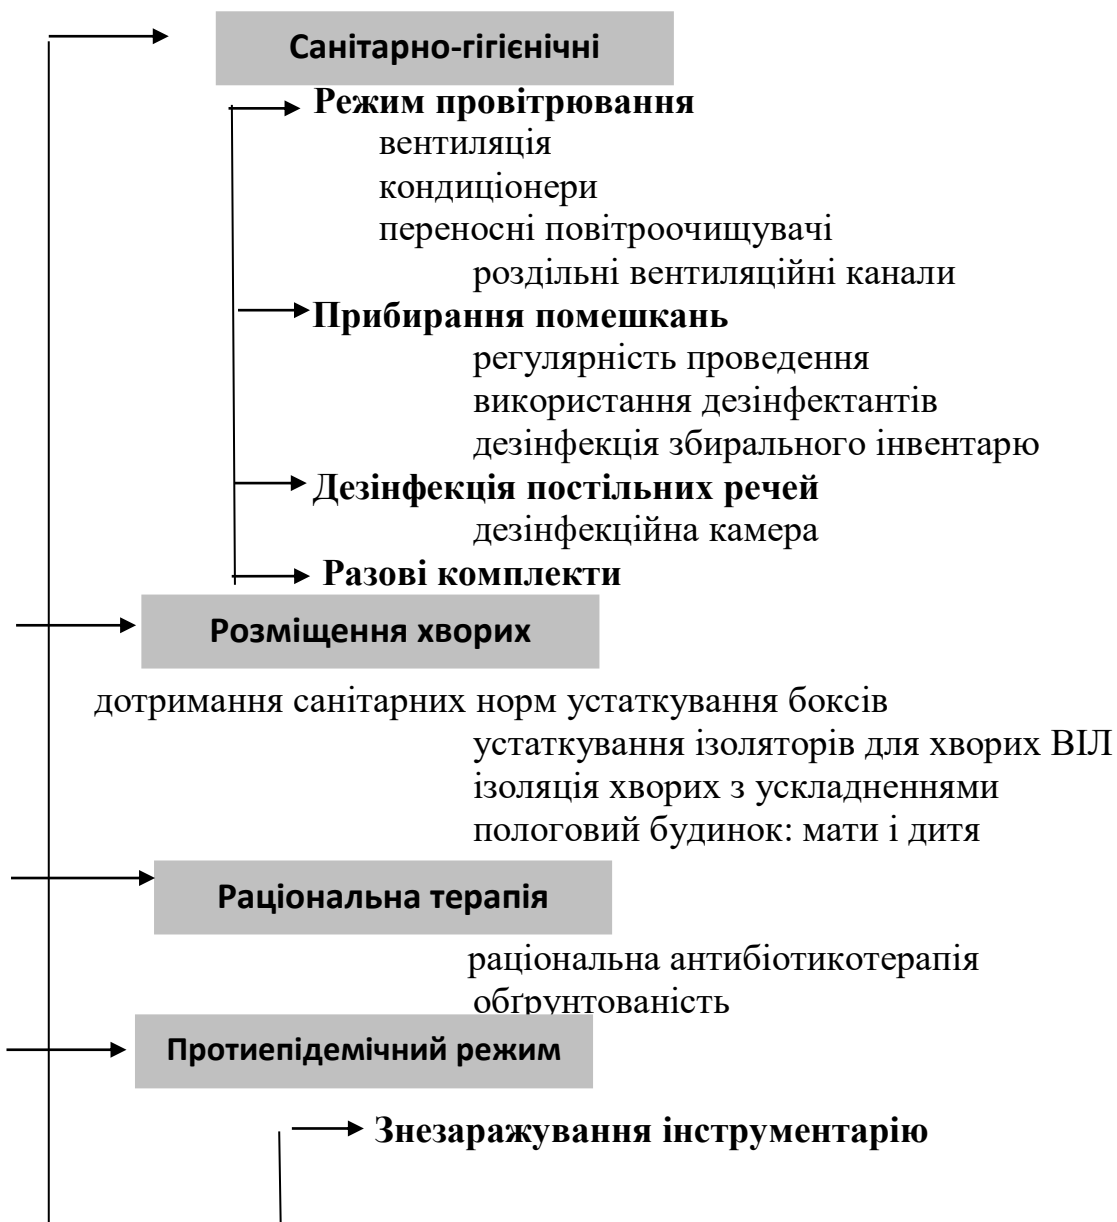 Санітарно-гігієнічні
Режим провітрювання
вентиляція
кондиціонери
переносні повітроочищувачі
роздільні вентиляційні канали
Прибирання помешкань
регулярність проведення
використання дезінфектантів
дезінфекція збирального інвентарю
Дезінфекція постільних речей
дезінфекційна камера
Разові комплекти
Розміщення хворих
дотримання санітарних норм устаткування боксів
устаткування ізоляторів для хворих ВІЛ
ізоляція хворих з ускладненнями
пологовий будинок: мати і дитя
Раціональна терапія
раціональна антибіотикотерапія
обґрунтованість
Протиепідемічний режим
Знезаражування інструментарію